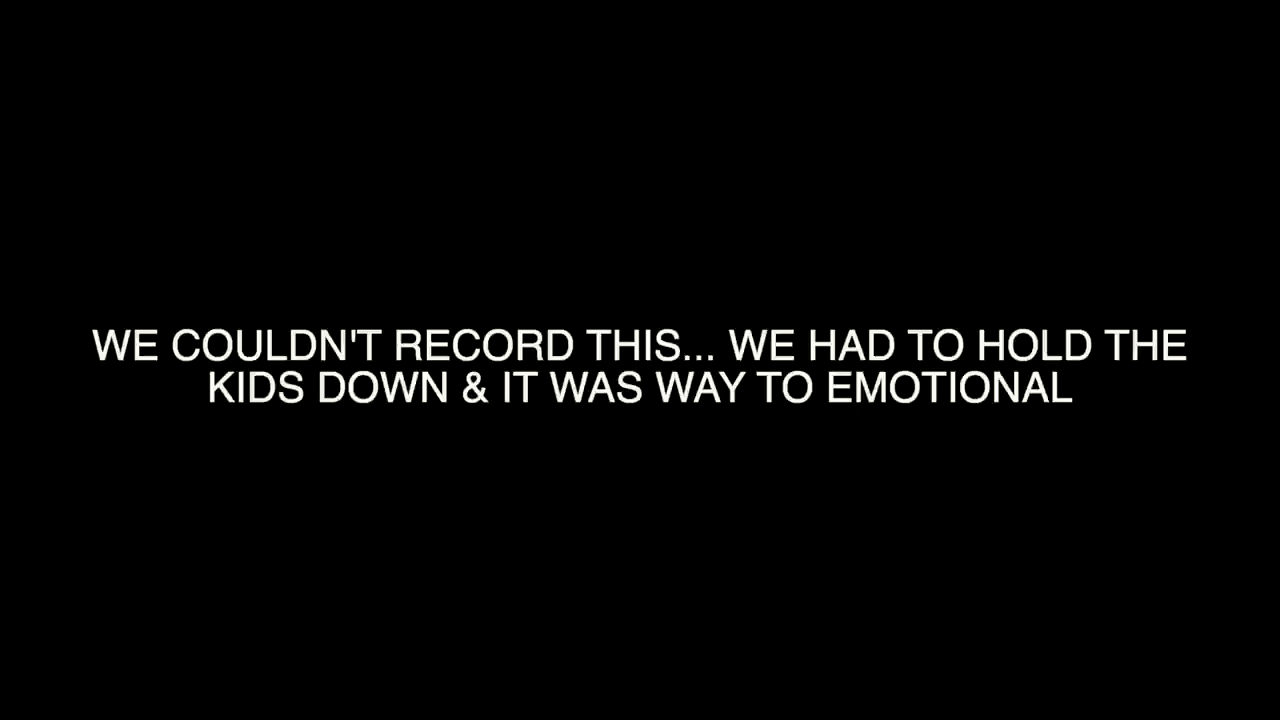 WE COULDN'T RECORD THIS... WE HAD TO HOLD THE
KIDS DOWN & IT WAS WAY TO EMOTIONAL